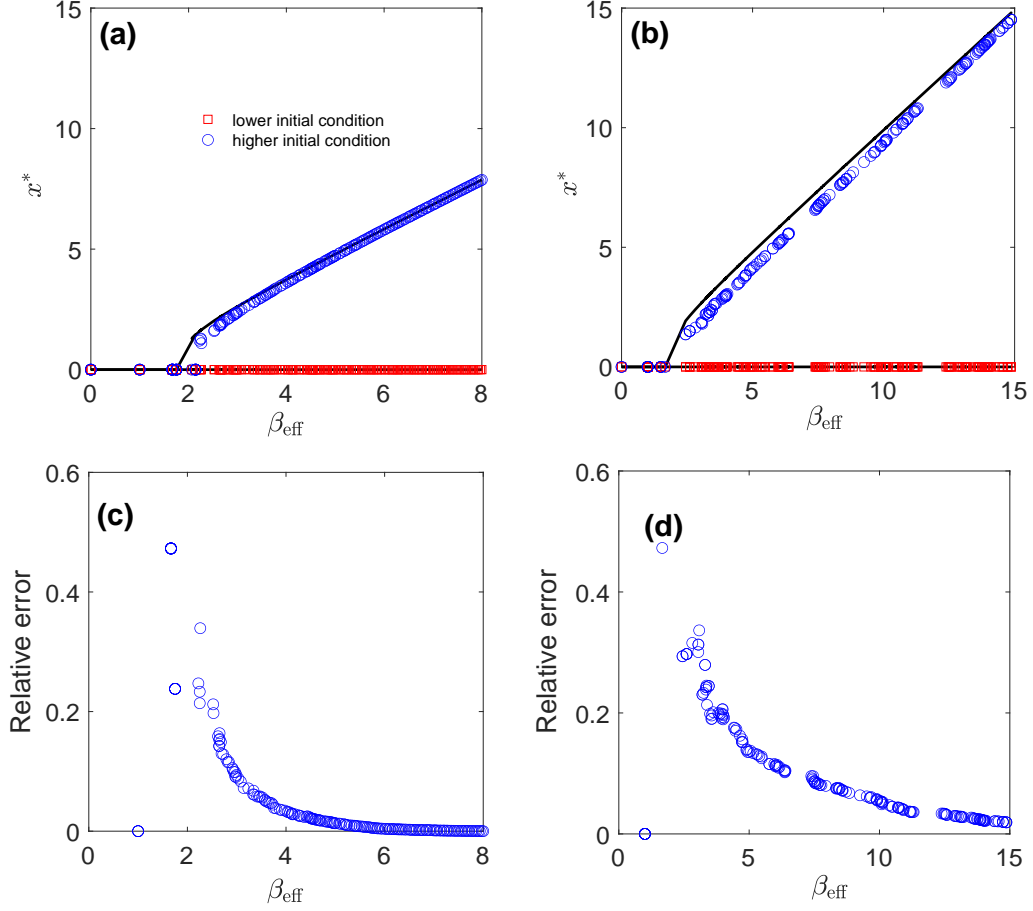 15
(a)
10
5
0
x*
lower initial condition
higher initial condition
0 2 4 6 8
β_eff
15
(b)
10
5
0
x*
0 5 10 15
β_eff
0.6
(c)
0.4
0.2
0
Relative error
0 2 4 6 8
β_eff
0.6
(d)
0.4
0.2
0
Relative error
0 5 10 15
β_eff